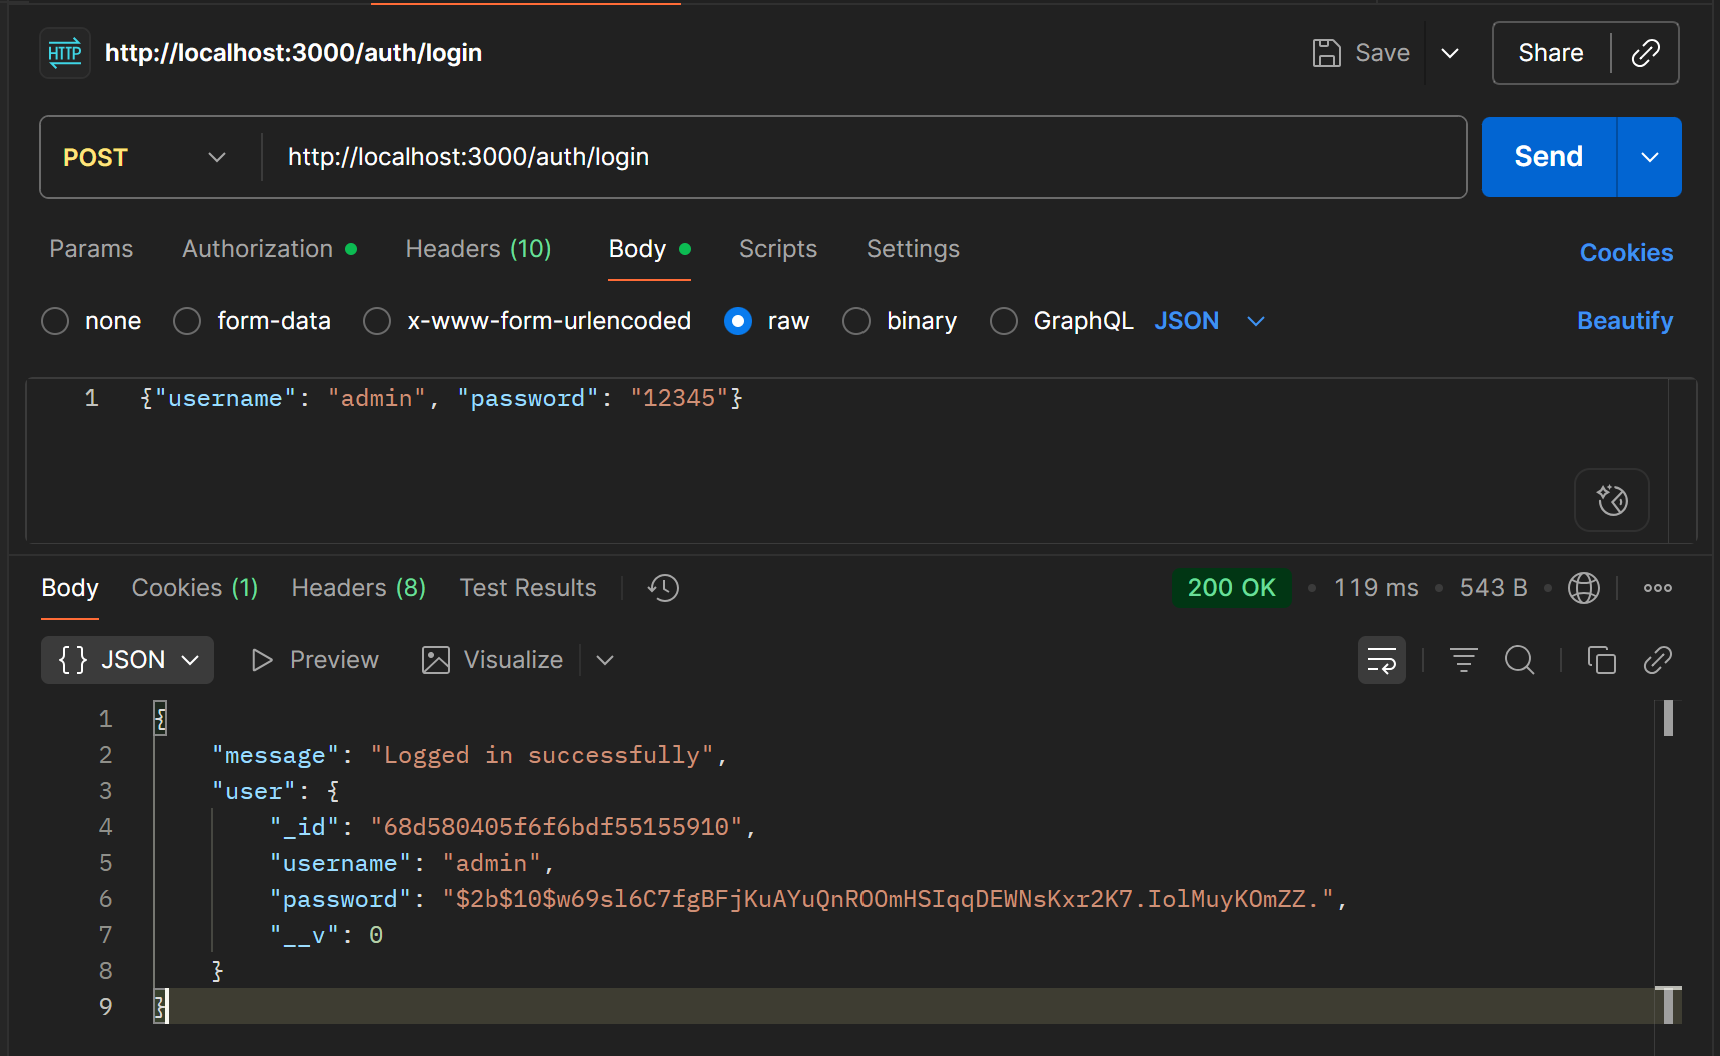 HTTP http://localhost:3000/auth/login Save Share
POST http://localhost:3000/auth/login Send
Params Authorization Headers (10) Body Scripts Settings Cookies
none form-data x-www-form-urlencoded raw binary GraphQL JSON Beautify
1 {"username": "admin", "password": "12345"}
Body Cookies (1) Headers (8) Test Results 200 OK • 119 ms • 543 B •
{} JSON Preview Visualize
1 {
2 "message": "Logged in successfully",
3 "user": {
4 "_id": "68d580405f6f6bdf55155910",
5 "username": "admin",
6 "password": "$2b$10$w69sl6C7fgBFjKuAYuQnROOmHSIqqDEWNsKxr2K7.IolMuyKOmZZ.",
7 "__v": 0
8 }
9 }